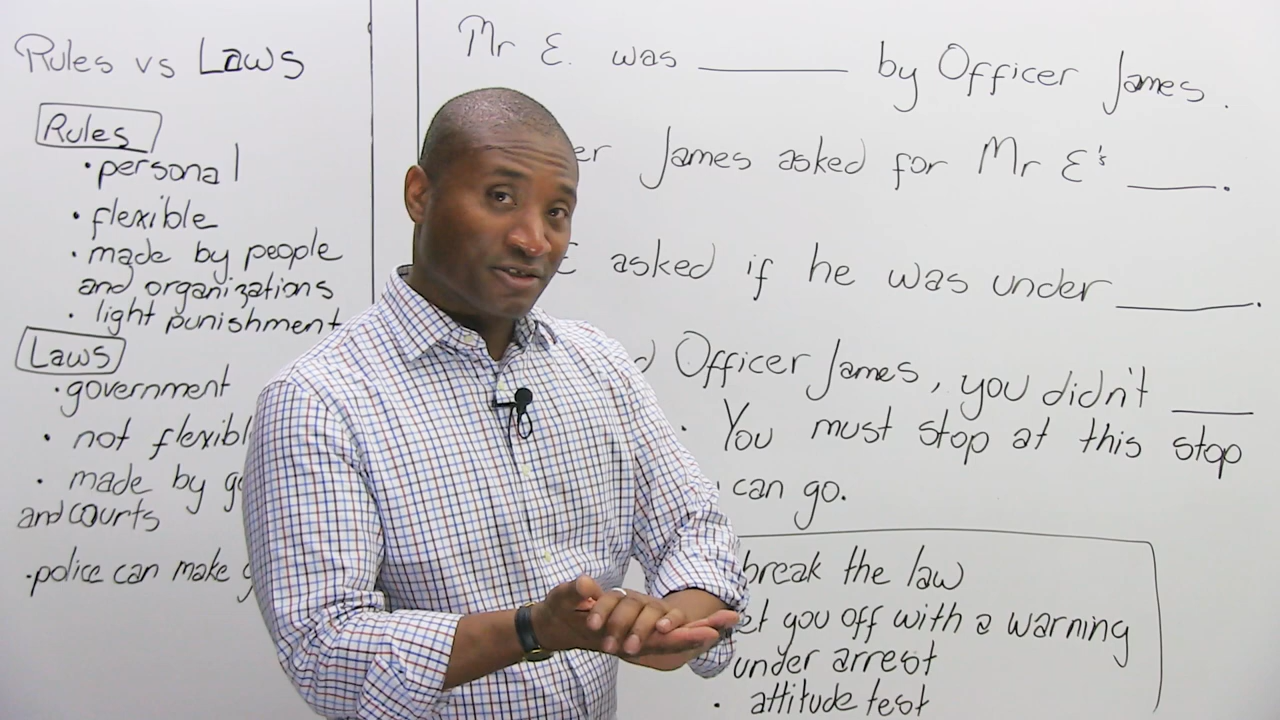 Rules vs Laws
Rules
• personal
• flexible
• made by people
and organizations
• light punishment
Laws
• government
• not flexibl
• made by go
and courts
• police can make
Mr E. was ______ by Officer James.
er James asked for Mr E's ____.
E asked if he was under ______.
Officer James, you didn't ____
. You must stop at this stop
can go.
break the law
et you off with a warning
under arrest
• attitude test